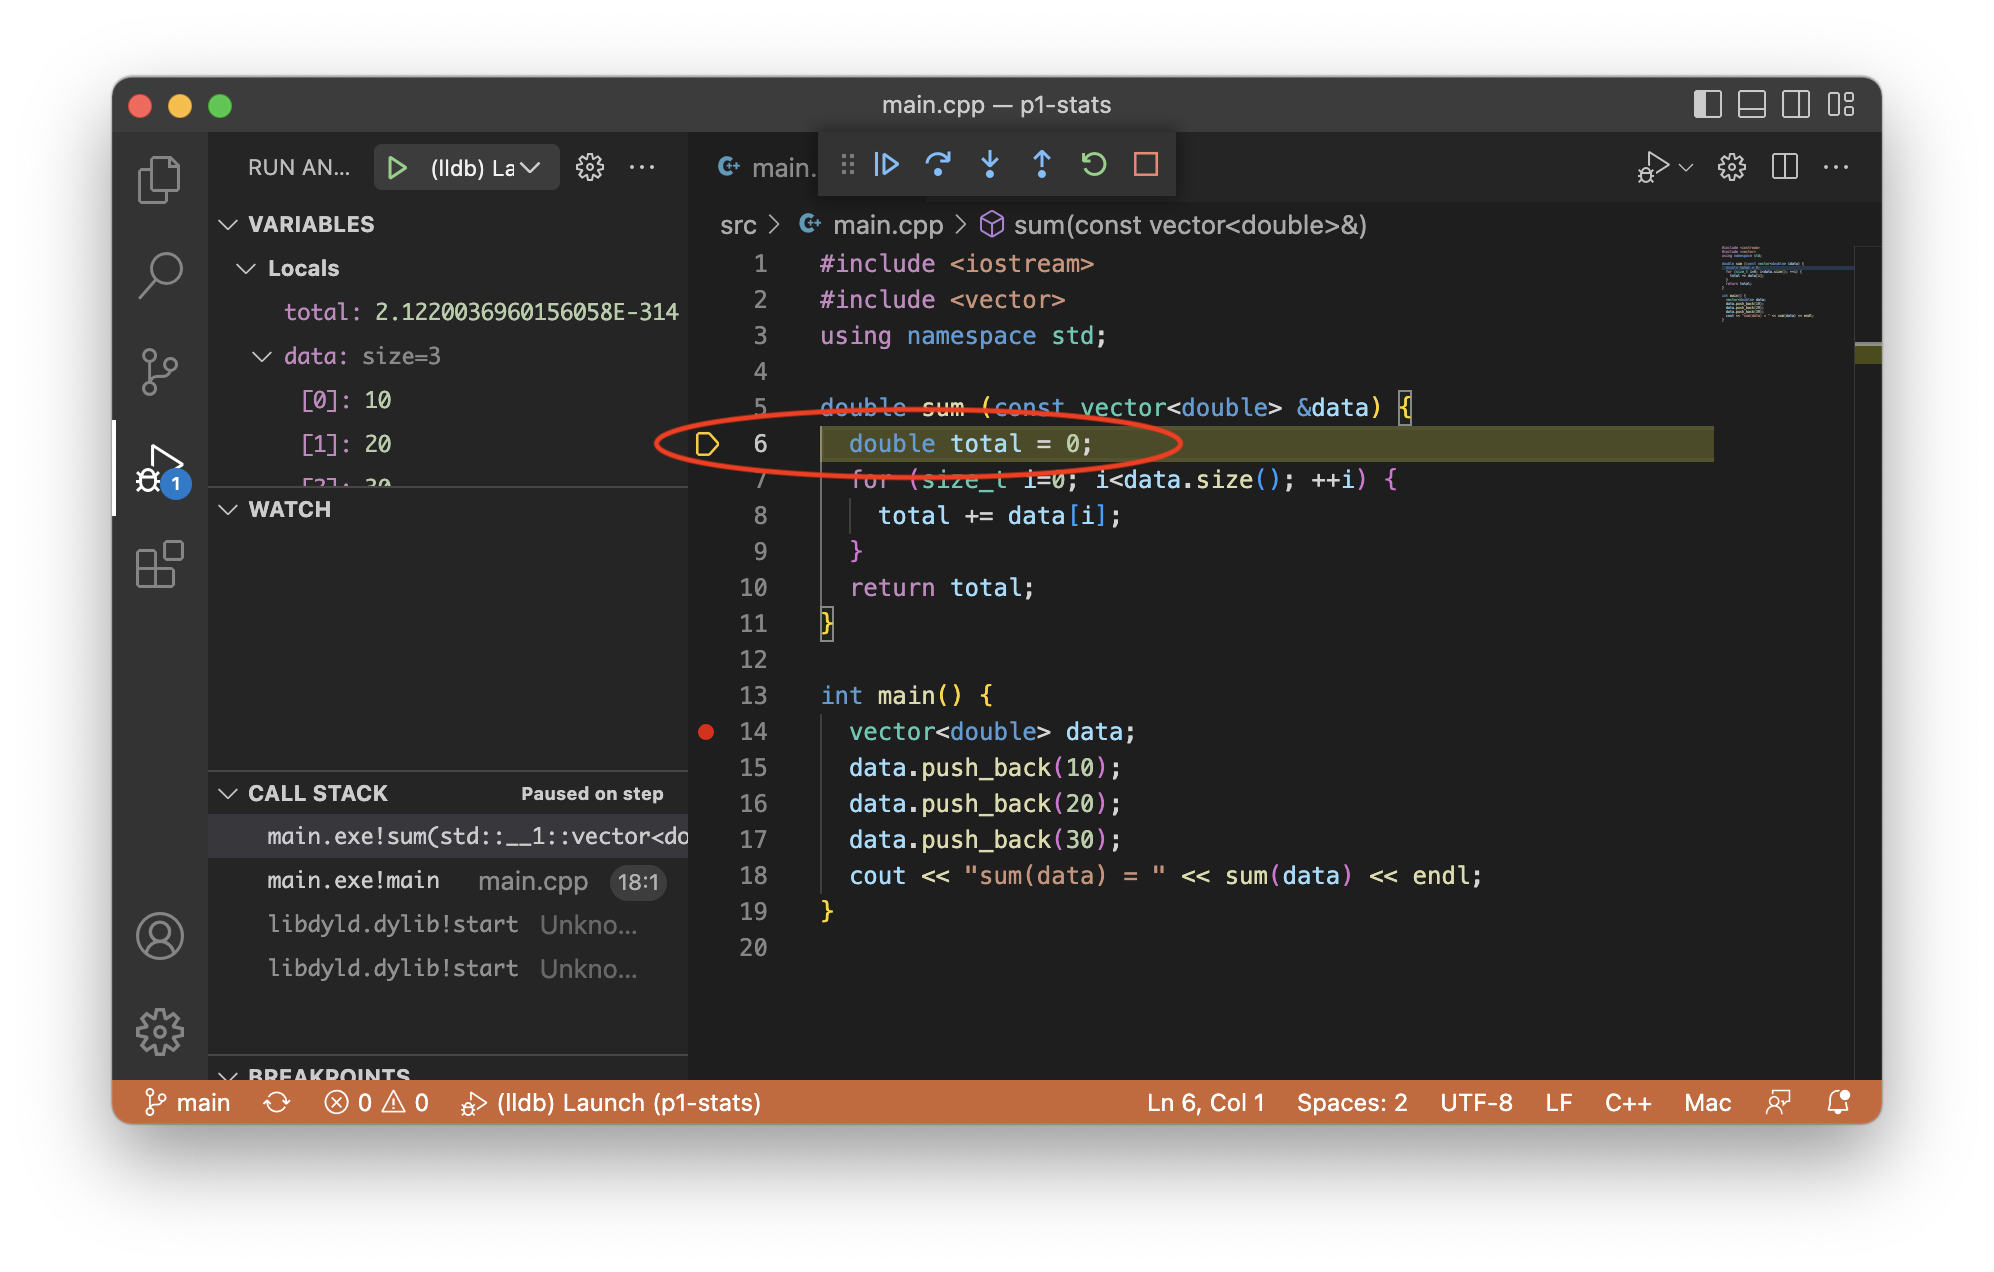 main.cpp — p1-stats
RUN AN...
(lldb) La
main.
VARIABLES
Locals
total: 2.1220036960156058E-314
data: size=3
[0]: 10
[1]: 20
[2]: 30
WATCH
CALL STACK
Paused on step
main.exe!sum(std::__1::vector<do
main.exe!main main.cpp 18:1
libdyld.dylib!start Unkno...
libdyld.dylib!start Unkno...
BREAKPOINTS
1
src > main.cpp > sum(const vector<double>&)
1 #include <iostream>
2 #include <vector>
3 using namespace std;
4
5 double sum (const vector<double> &data) {
6 double total = 0;
7 for (size_t i=0; i<data.size(); ++i) {
8 total += data[i];
9 }
10 return total;
11 }
12
13 int main() {
14 vector<double> data;
15 data.push_back(10);
16 data.push_back(20);
17 data.push_back(30);
18 cout << "sum(data) = " << sum(data) << endl;
19 }
20
main
0
0
(lldb) Launch (p1-stats)
Ln 6, Col 1
Spaces: 2
UTF-8
LF
C++
Mac